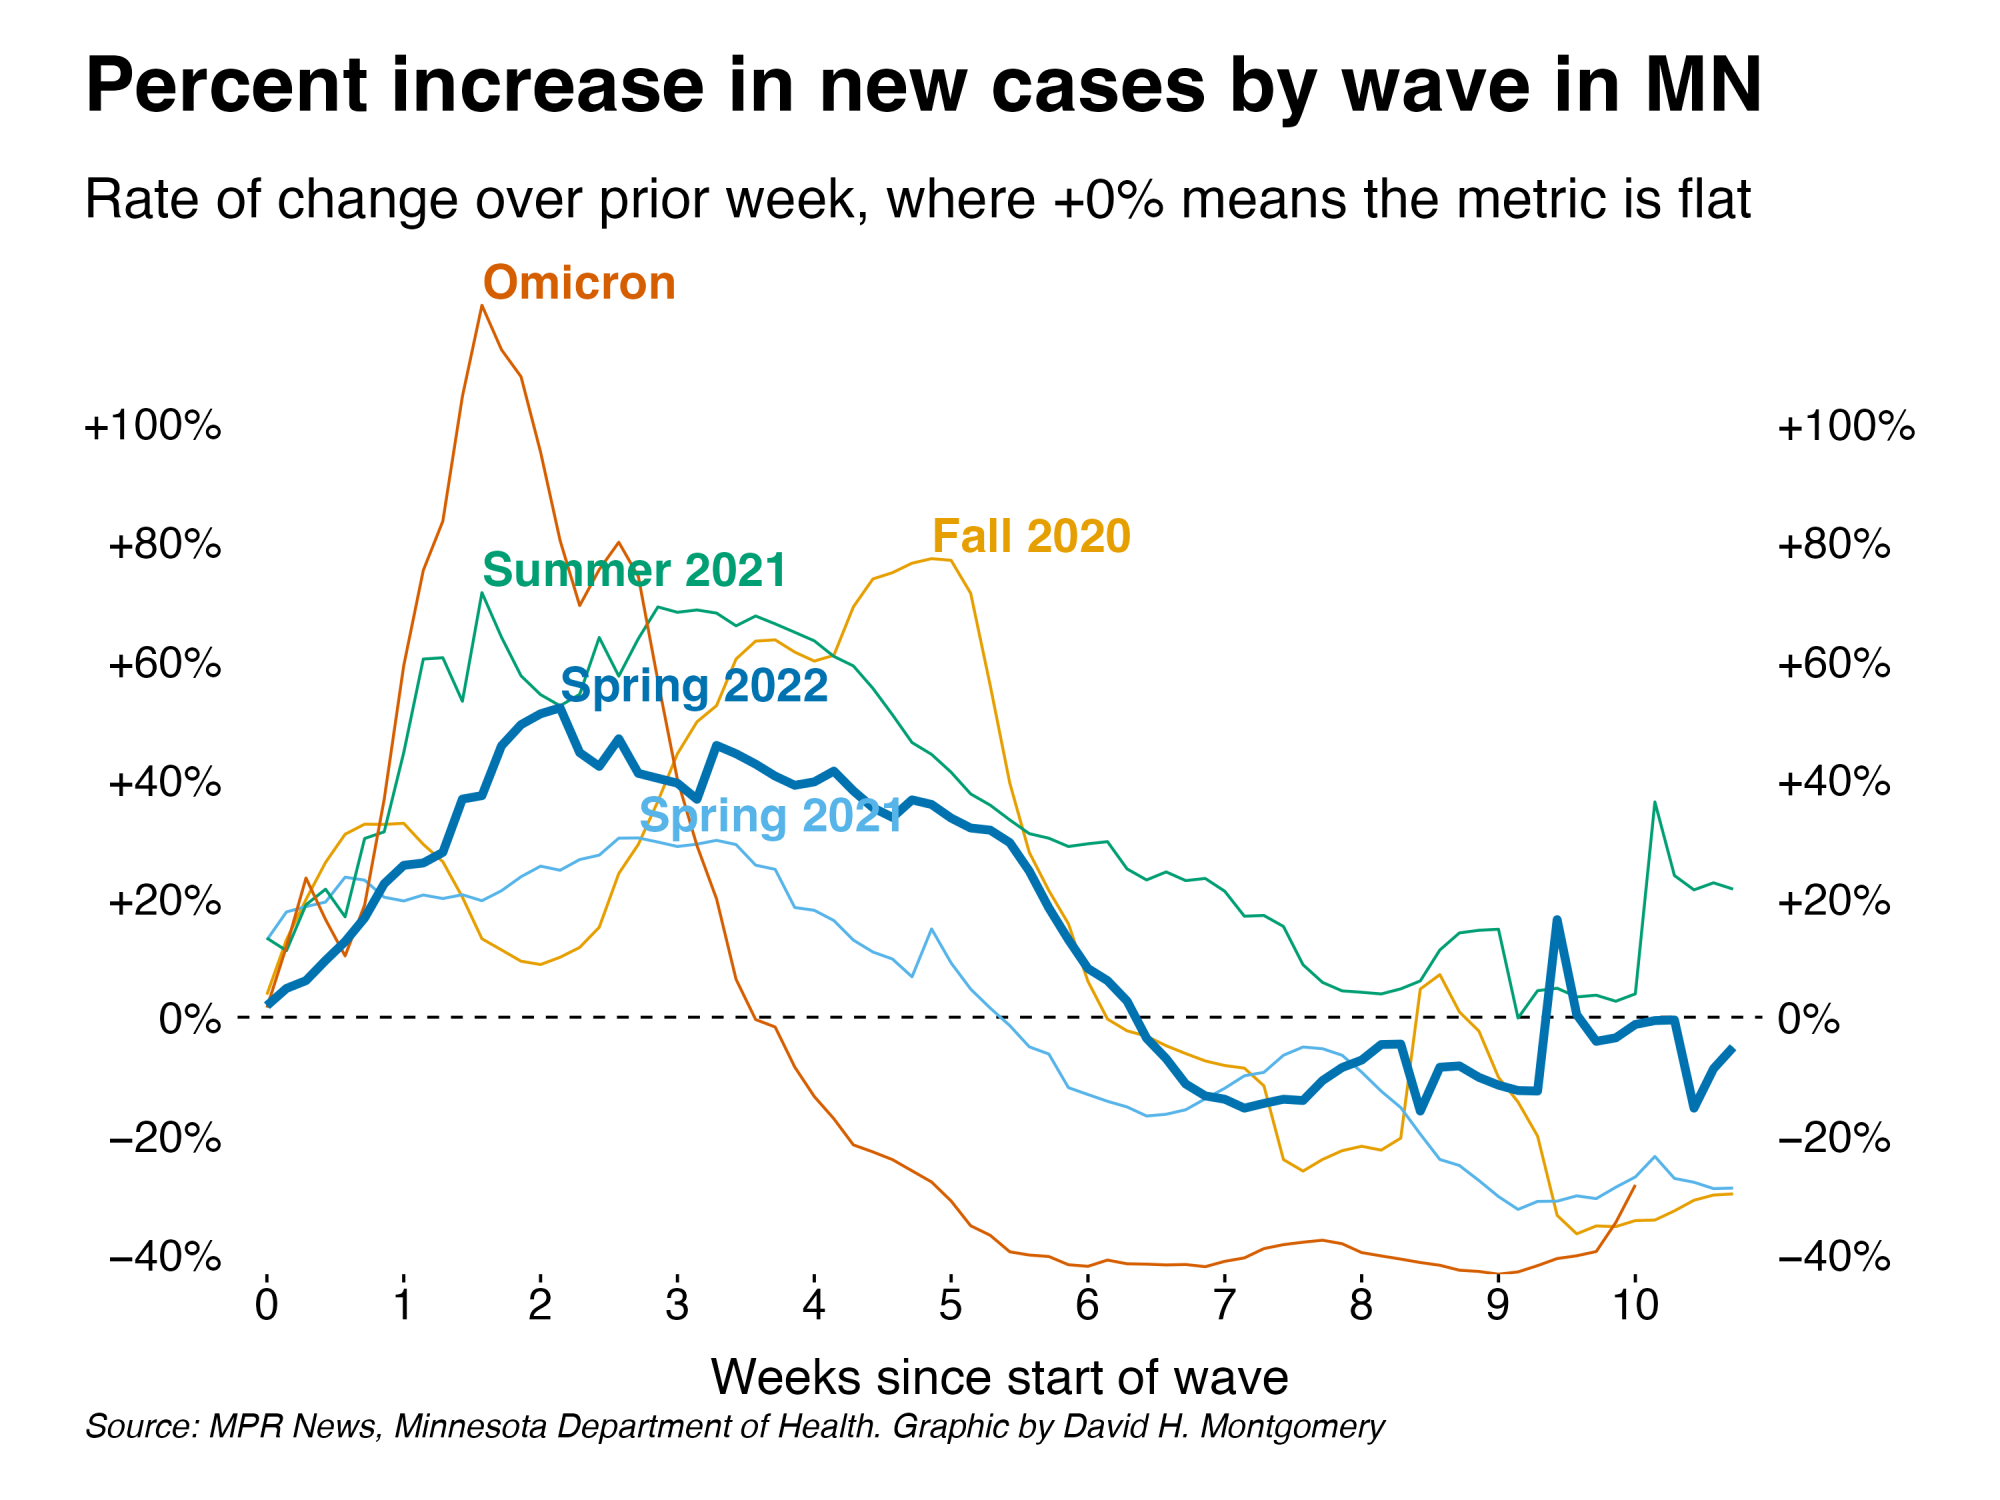 Percent increase in new cases by wave in MN
Rate of change over prior week, where +0% means the metric is flat
Omicron
+100% +100%
Fall 2020
+80% +80%
Summer 2021
+60% +60%
Spring 2022
+40% +40%
Spring 2021
+20% +20%
0% 0%
−20% −20%
−40% −40%
0 1 2 3 4 5 6 7 8 9 10
Weeks since start of wave
Source: MPR News, Minnesota Department of Health. Graphic by David H. Montgomery